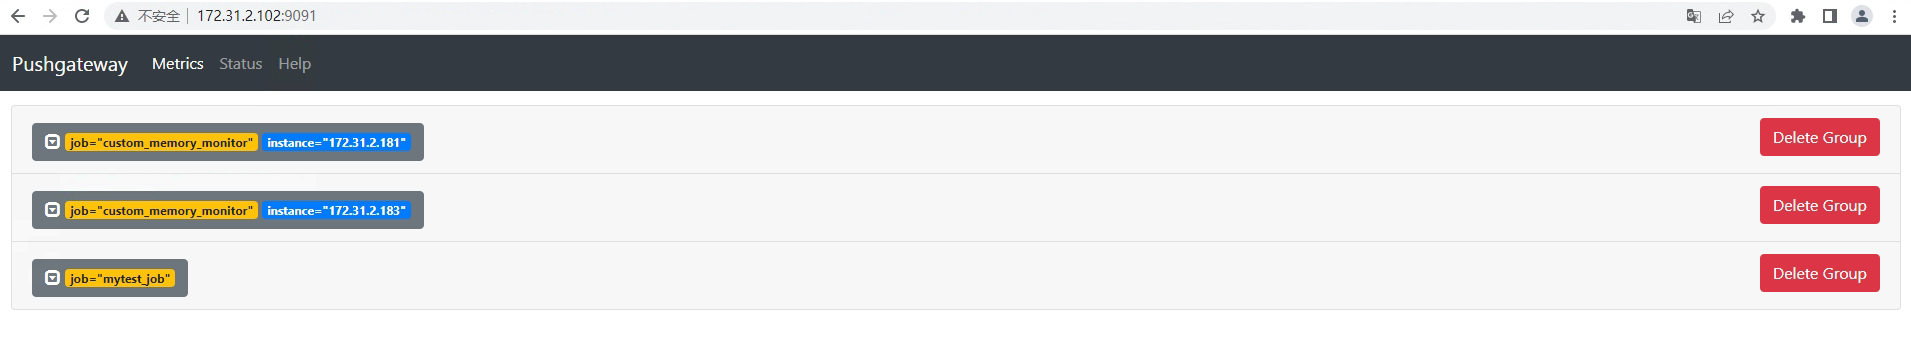 不安全 172.31.2.102:9091
Pushgateway Metrics Status Help
job="custom_memory_monitor" instance="172.31.2.181" Delete Group
job="custom_memory_monitor" instance="172.31.2.183" Delete Group
job="mytest_job" Delete Group